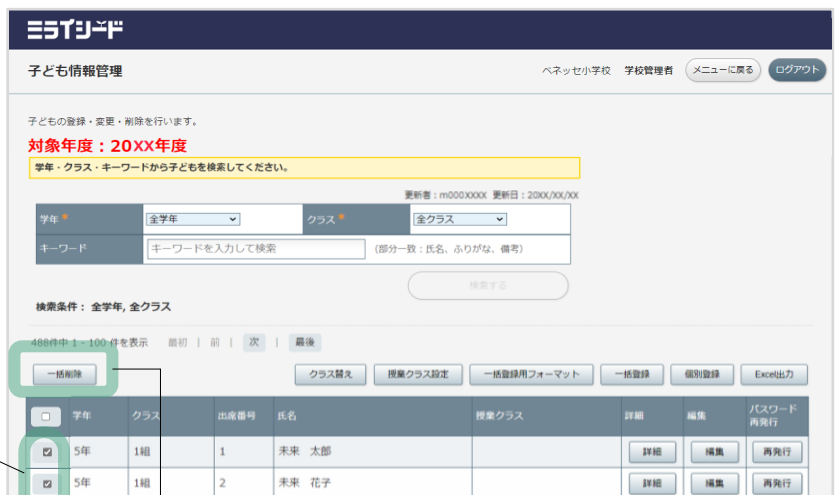 ミライシード
子ども情報管理
ベネッセ小学校 学校管理者 メニューに戻る ログアウト
子どもの登録・変更・削除を行います。
対象年度：20XX年度
学年・クラス・キーワードから子どもを検索してください。
更新者：m000XXXX 更新日：20XX/XX/XX
学年* 全学年 クラス* 全クラス
キーワード キーワードを入力して検索 (部分一致：氏名、ふりがな、備考)
検索する
検索条件： 全学年, 全クラス
488件中 1 - 100 件を表示 最初 | 前 | 次 | 最後
一括削除 クラス替え 授業クラス設定 一括登録用フォーマット 一括登録 個別登録 Excel出力
学年 クラス 出席番号 氏名 授業クラス 詳細 編集 パスワード
再発行
5年 1組 1 未来 太郎 詳細 編集 再発行
5年 1組 2 未来 花子 詳細 編集 再発行